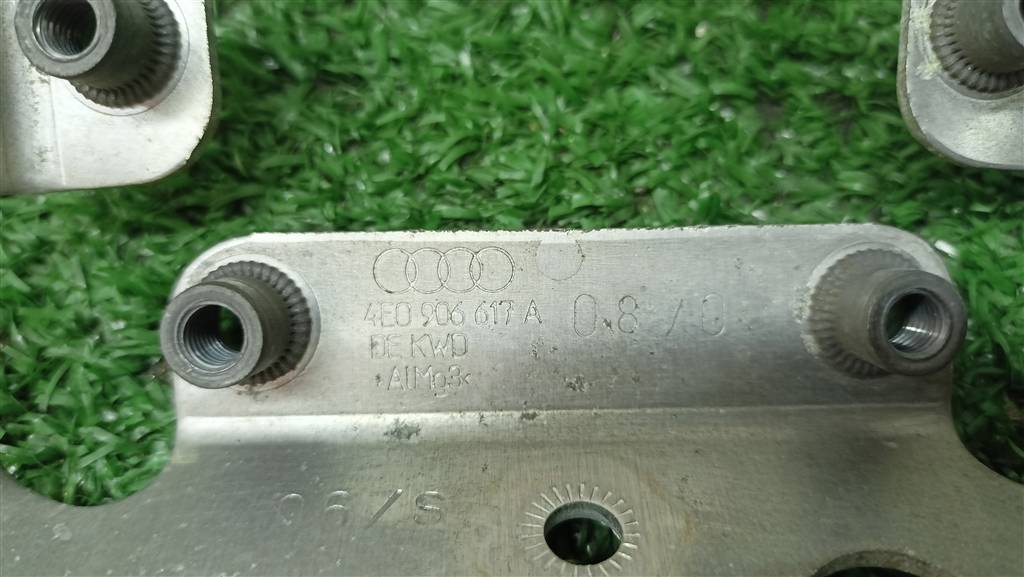 4E0 906 617 A
08/0
DE KWD
>AlMg3<
06/S